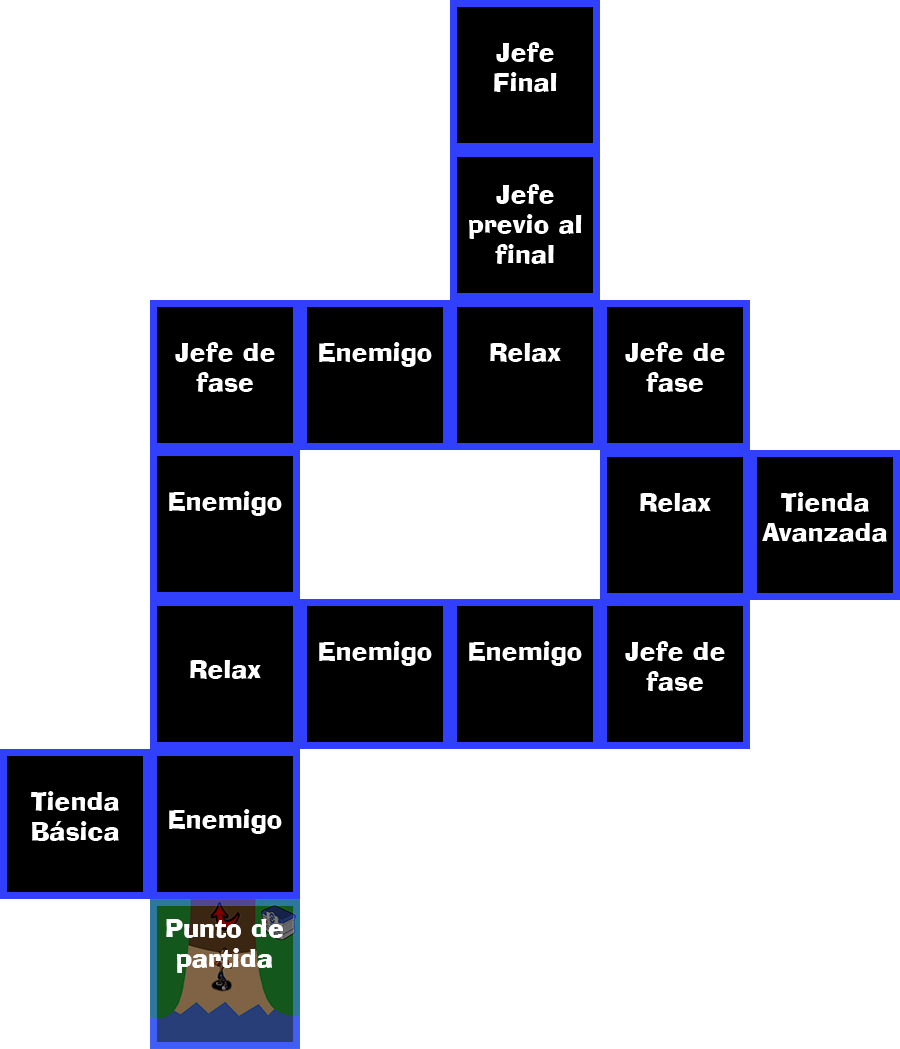 Jefe
Final
Jefe
previo al
final
Jefe de
fase
Enemigo
Relax
Jefe de
fase
Enemigo
Relax
Tienda
Avanzada
Relax
Enemigo
Enemigo
Jefe de
fase
Tienda
Básica
Enemigo
Punto de
partida